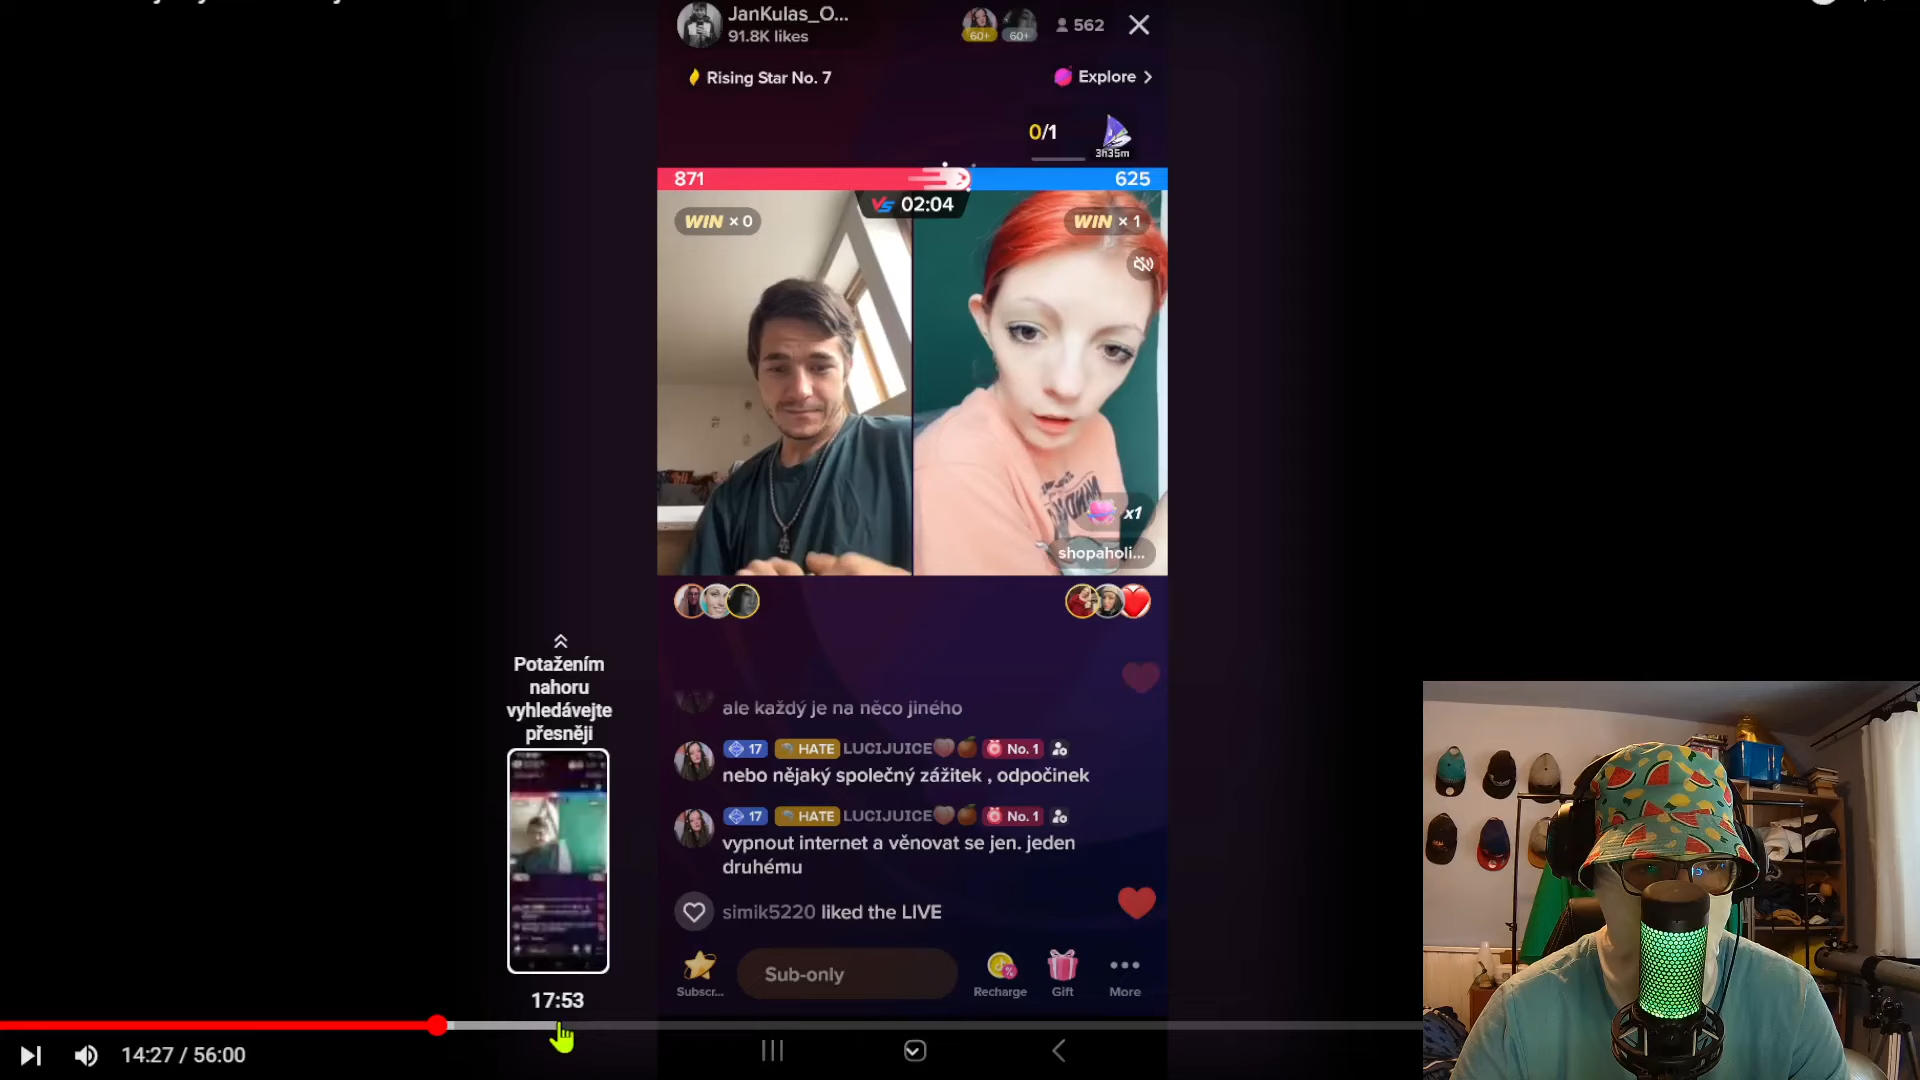 JanKulas_O...
91.8K likes
60+
60+
562
Rising Star No. 7
Explore
0/1
3h35m
871
625
VS 02:04
WIN × 0
WIN × 1
x1
shopaholi...
Potažením
nahoru
vyhledávejte
přesněji
ale každý je na něco jiného
17 HATE LUCIJUICE No. 1
nebo nějaký společný zážitek , odpočinek
17 HATE LUCIJUICE No. 1
vypnout internet a věnovat se jen. jeden
druhému
simik5220 liked the LIVE
Subscr...
Sub-only
Recharge
Gift
More
17:53
14:27 / 56:00